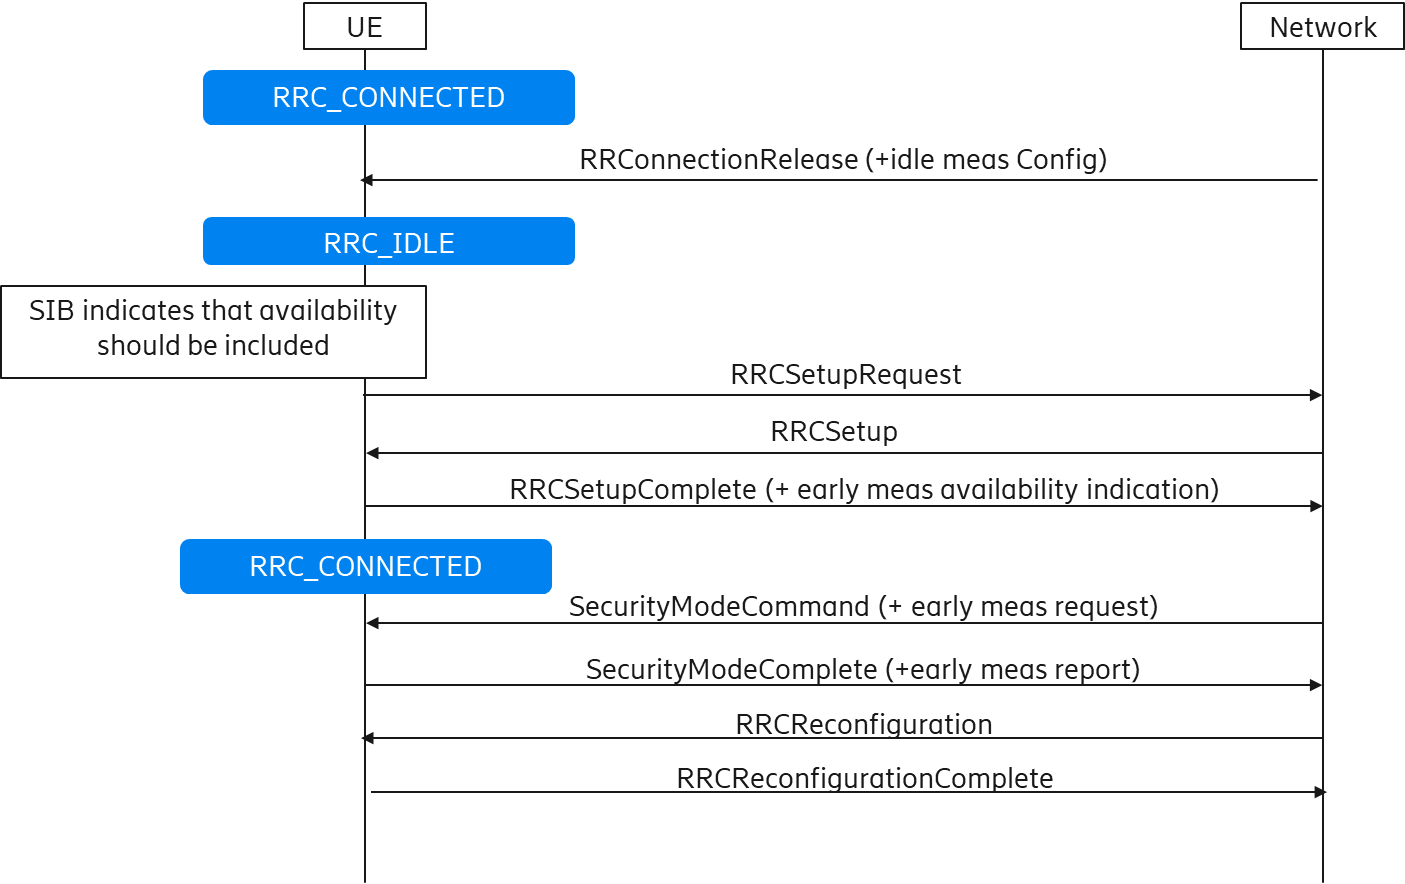 UE
Network
RRC_CONNECTED
RRConnectionRelease (+idle meas Config)
RRC_IDLE
SIB indicates that availability
should be included
RRCSetupRequest
RRCSetup
RRCSetupComplete (+ early meas availability indication)
RRC_CONNECTED
SecurityModeCommand (+ early meas request)
SecurityModeComplete (+early meas report)
RRCReconfiguration
RRCReconfigurationComplete